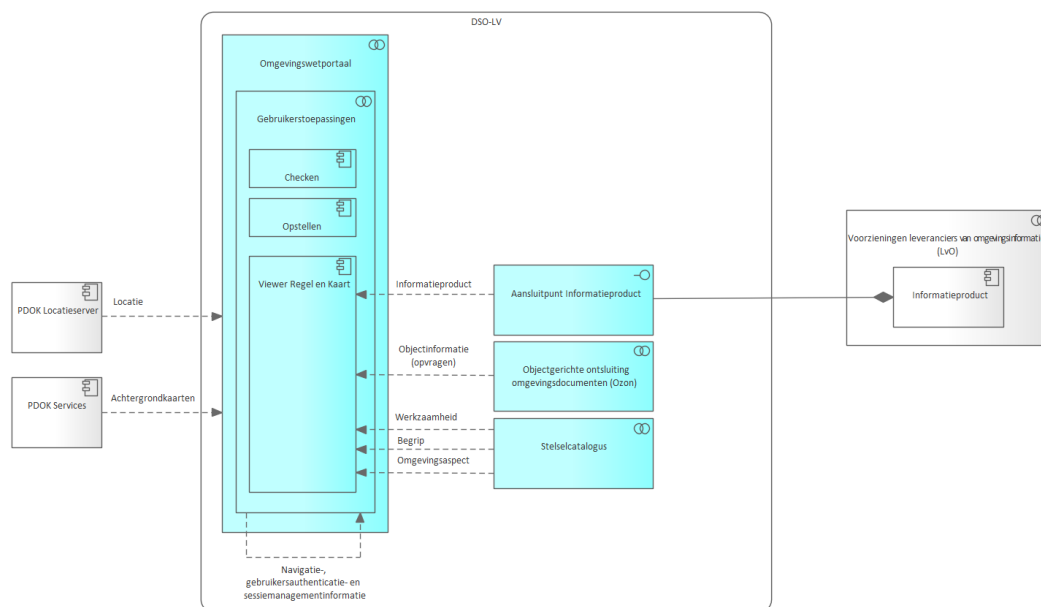 DSO-LV
Omgevingswetportaal
Gebruikerstoepassingen
Checken
Opstellen
Viewer Regel en Kaart
PDOK Locatieserver
Locatie
PDOK Services
Achtergrondkaarten
Informatieproduct
Aansluitpunt Informatieproduct
Objectinformatie
(opvragen)
Objectgerichte ontsluiting
omgevingsdocumenten (Ozon)
Werkzaamheid
Begrip
Omgevingsaspect
Stelselcatalogus
Voorzieningen leveranciers van omgevingsinformatie
(LvO)
Informatieproduct
Navigatie-,
gebruikersauthenticatie- en
sessiemanagementinformatie